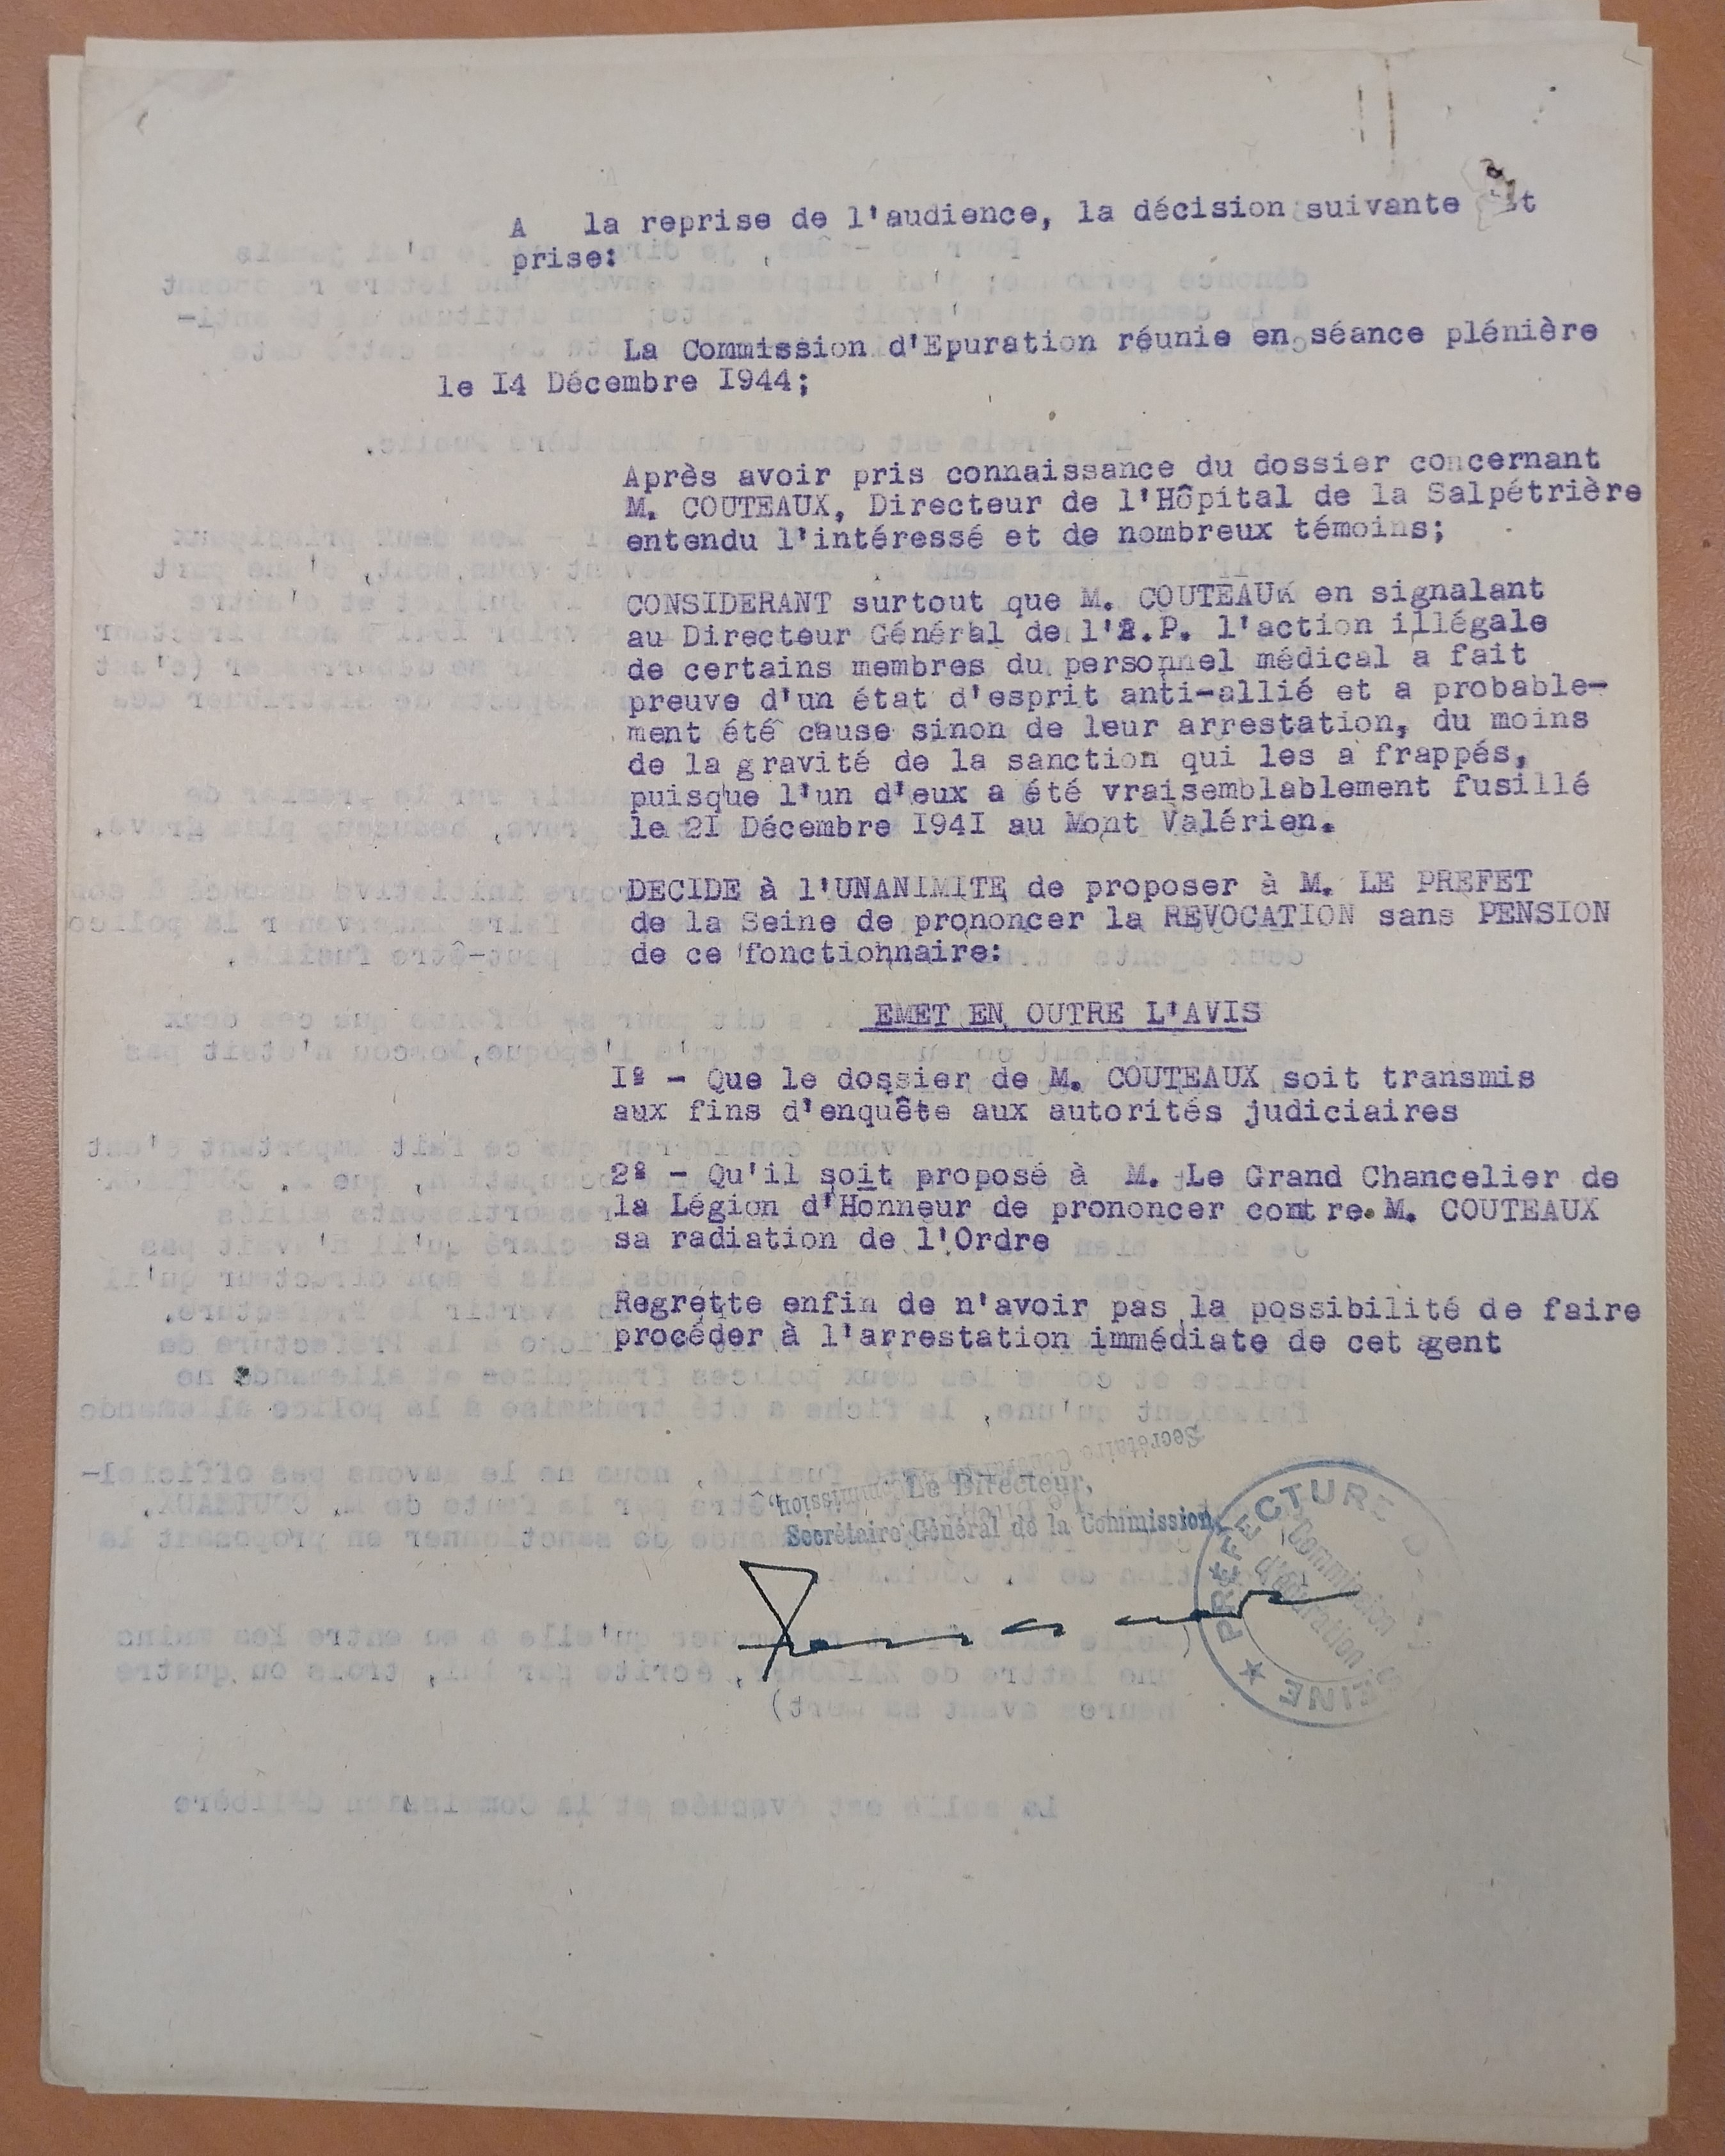 A la reprise de l'audience, la décision suivante
prise:
La Commission d'Epuration réunie en séance plénière
le I4 Décembre I944;
Après avoir pris connaissance du dossier concernant
M. COUTEAUX, Directeur de l'Hôpital de la Salpétrière
entendu l'intéressé et de nombreux témoins;
CONSIDERANT surtout que M. COUTEAUX en signalant
au Directeur Général de l'A.P. l'action illégale
de certains membres du personnel médical a fait
preuve d'un état d'esprit anti-allié et a probable-
ment été cause sinon de leur arrestation, du moins
de la gravité de la sanction qui les a frappés,
puisque l'un d'eux a été vraisemblablement fusillé
le 2I Décembre I94I au Mont Valérien.
DECIDE à l'UNANIMITE de proposer à M. LE PREFET
de la Seine de prononcer la REVOCATION sans PENSION
de ce fonctionnaire:
EMET EN OUTRE L'AVIS
Iº - Que le dossier de M. COUTEAUX soit transmis
aux fins d'enquête aux autorités judiciaires
2º - Qu'il soit proposé à M. Le Grand Chancelier de
la Légion d'Honneur de prononcer contre M. COUTEAUX
sa radiation de l'Ordre
Regrette enfin de n'avoir pas la possibilité de faire
procéder à l'arrestation immédiate de cet agent
Le Directeur,
Secrétaire Général de la Commission,
PRÉFECTURE
Commission
d'épuration
SEINE ★